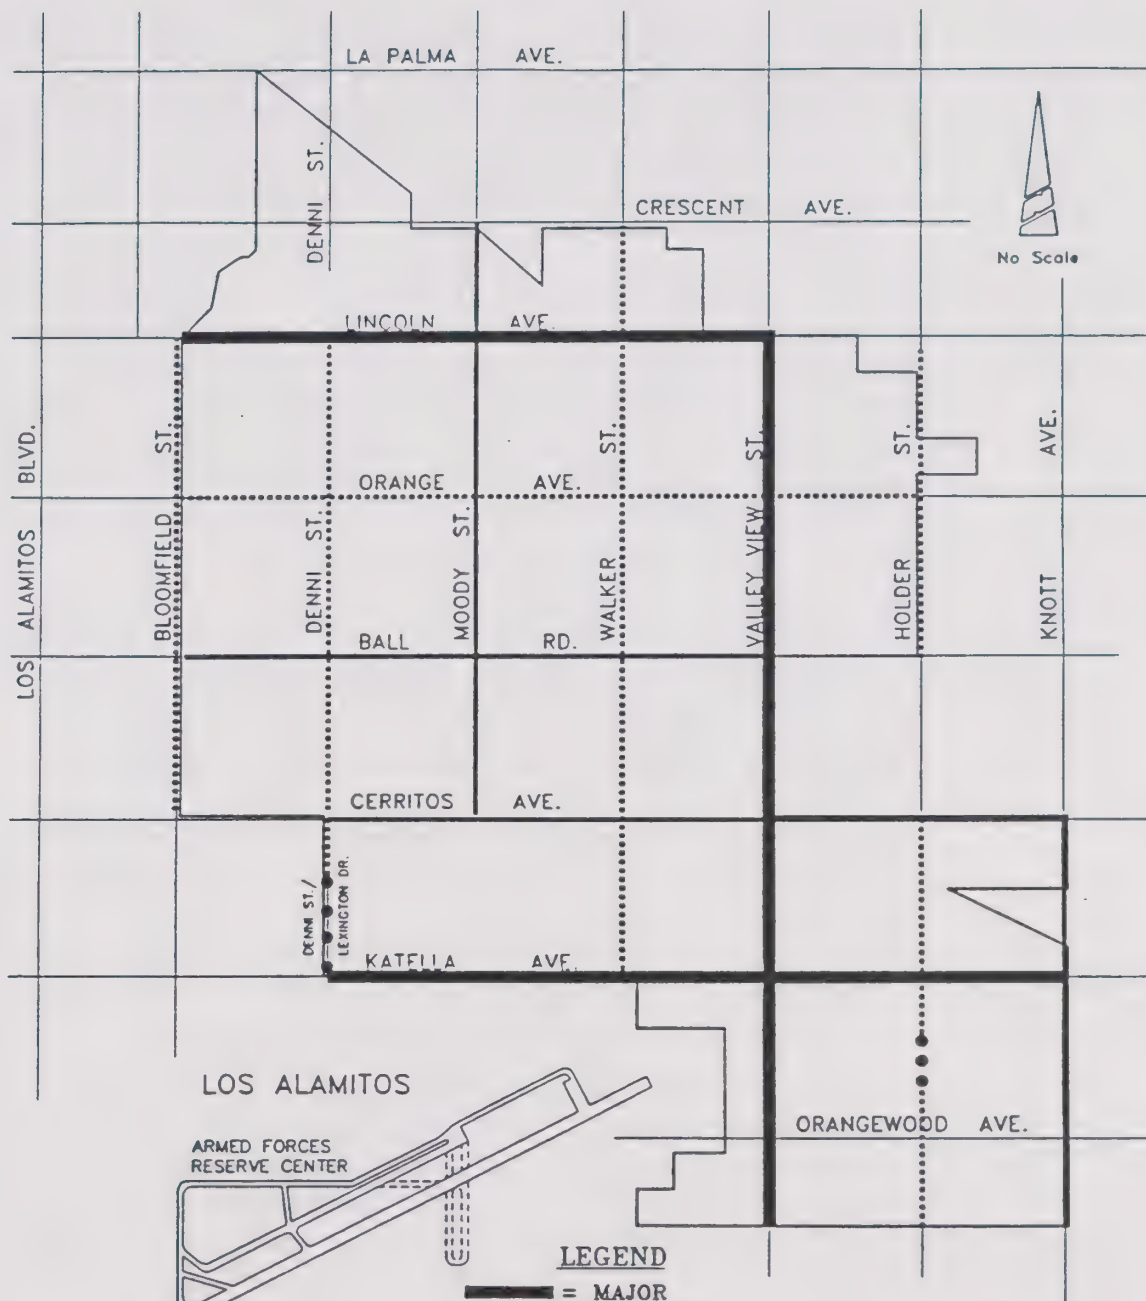 LA PALMA AVE.
DENNI ST.
CRESCENT AVE.
No Scale
LINCOLN AVE.
LOS ALAMITOS BLVD.
BLOOMFIELD ST.
ORANGE AVE.
DENNI ST.
MOODY ST.
WALKER ST.
VALLEY VIEW ST.
HOLDER ST.
KNOTT AVE.
BALL RD.
CERRITOS AVE.
DENNI ST./
LEXINGTON DR.
KATELLA AVE.
LOS ALAMITOS
ARMED FORCES
RESERVE CENTER
ORANGEWOOD AVE.
LEGEND
= MAJOR